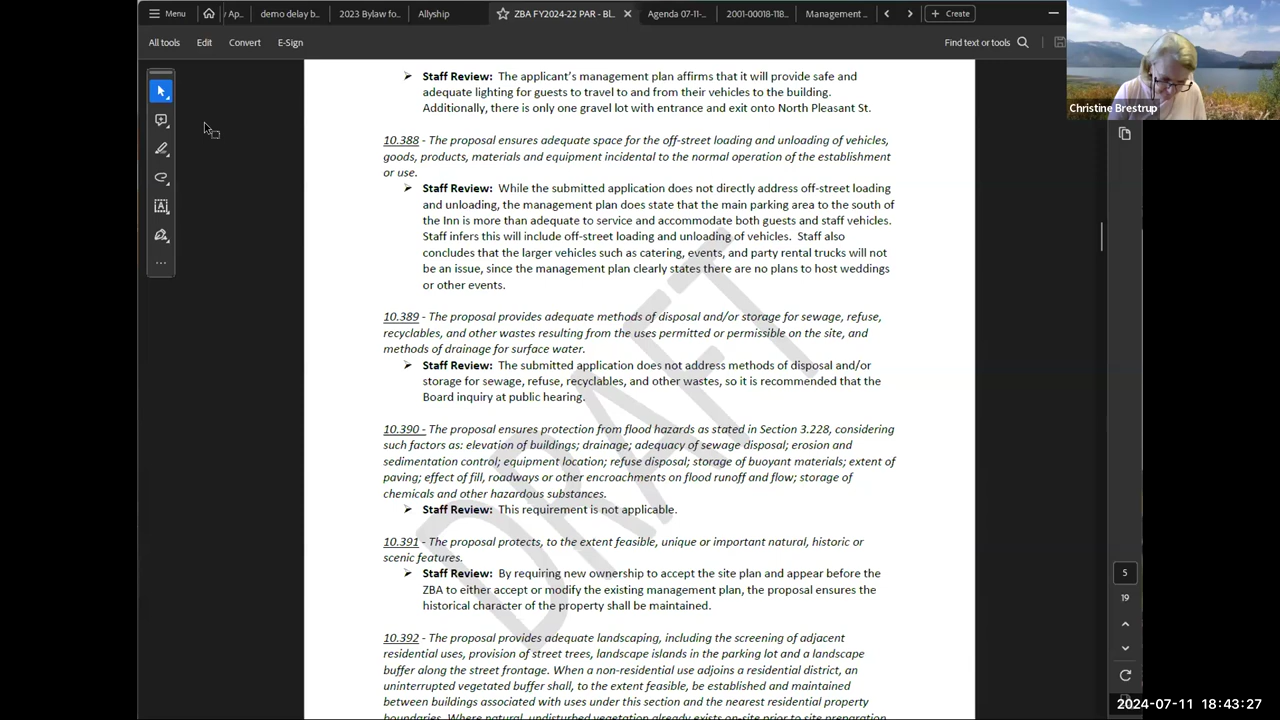 Menu
Ap...
demo delay b...
2023 Bylaw fo...
Allyship
ZBA FY2024-22 PAR - BL...
Agenda 07-11-...
2001-00018-118...
Management ...
Create
All tools
Edit
Convert
E-Sign
Find text or tools
Christine Brestrup
➢ Staff Review: The applicant's management plan affirms that it will provide safe and
adequate lighting for guests to travel to and from their vehicles to the building.
Additionally, there is only one gravel lot with entrance and exit onto North Pleasant St.
10.388 - The proposal ensures adequate space for the off-street loading and unloading of vehicles,
goods, products, materials and equipment incidental to the normal operation of the establishment
or use.
➢ Staff Review: While the submitted application does not directly address off-street loading
and unloading, the management plan does state that the main parking area to the south of
the Inn is more than adequate to service and accommodate both guests and staff vehicles.
Staff infers this will include off-street loading and unloading of vehicles. Staff also
concludes that the larger vehicles such as catering, events, and party rental trucks will not
be an issue, since the management plan clearly states there are no plans to host weddings
or other events.
10.389 - The proposal provides adequate methods of disposal and/or storage for sewage, refuse,
recyclables, and other wastes resulting from the uses permitted or permissible on the site, and
methods of drainage for surface water.
➢ Staff Review: The submitted application does not address methods of disposal and/or
storage for sewage, refuse, recyclables, and other wastes, so it is recommended that the
Board inquiry at public hearing.
10.390 - The proposal ensures protection from flood hazards as stated in Section 3.228, considering
such factors as: elevation of buildings; drainage; adequacy of sewage disposal; erosion and
sedimentation control; equipment location; refuse disposal; storage of buoyant materials; extent of
paving; effect of fill, roadways or other encroachments on flood runoff and flow; storage of
chemicals and other hazardous substances.
➢ Staff Review: This requirement is not applicable.
10.391 - The proposal protects, to the extent feasible, unique or important natural, historic or
scenic features.
➢ Staff Review: By requiring new ownership to accept the site plan and appear before the
ZBA to either accept or modify the existing management plan, the proposal ensures the
historical character of the property shall be maintained.
10.392 - The proposal provides adequate landscaping, including the screening of adjacent
residential uses, provision of street trees, landscape islands in the parking lot and a landscape
buffer along the street frontage. When a non-residential use adjoins a residential district, an
uninterrupted vegetated buffer shall, to the extent feasible, be established and maintained
between buildings associated with uses under this section and the nearest residential property
boundaries. Where natural, undisturbed vegetation already exists on-site prior to site preparation
DRAFT
5
19
2024-07-11 18:43:27